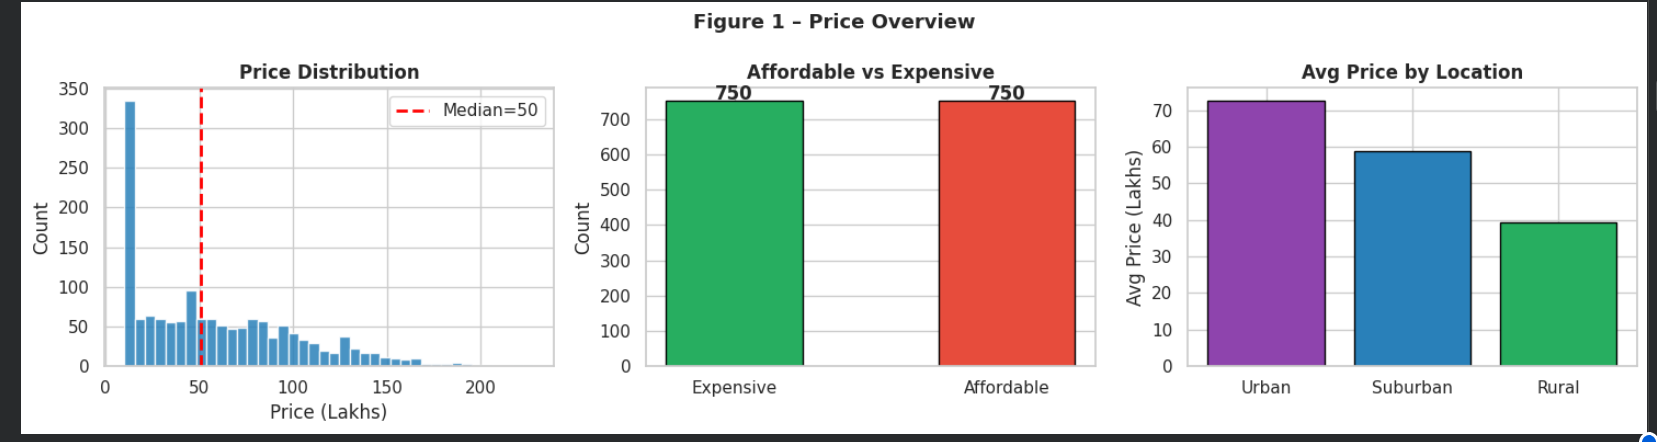 Figure 1 – Price Overview
Price Distribution
350
300
250
200
150
100
50
0
Count
Median=50
0 50 100 150 200
Price (Lakhs)
Affordable vs Expensive
750 750
700
600
500
400
300
200
100
0
Count
Expensive Affordable
Avg Price by Location
70
60
50
40
30
20
10
0
Avg Price (Lakhs)
Urban Suburban Rural